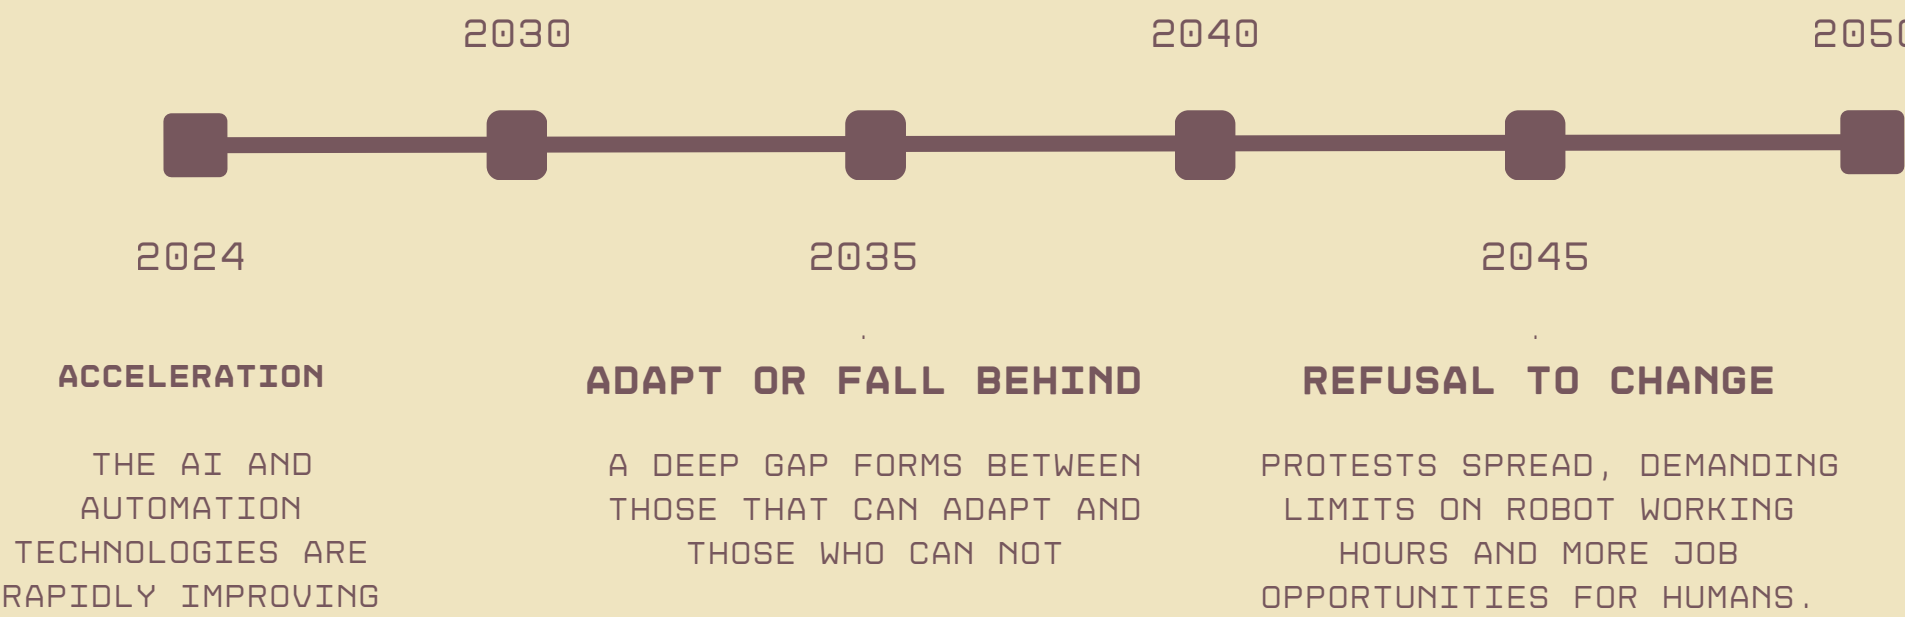 2030
2040
2050
2024
2035
2045
ACCELERATION
THE AI AND
AUTOMATION
TECHNOLOGIES ARE
RAPIDLY IMPROVING
ADAPT OR FALL BEHIND
A DEEP GAP FORMS BETWEEN
THOSE THAT CAN ADAPT AND
THOSE WHO CAN NOT
REFUSAL TO CHANGE
PROTESTS SPREAD, DEMANDING
LIMITS ON ROBOT WORKING
HOURS AND MORE JOB
OPPORTUNITIES FOR HUMANS.